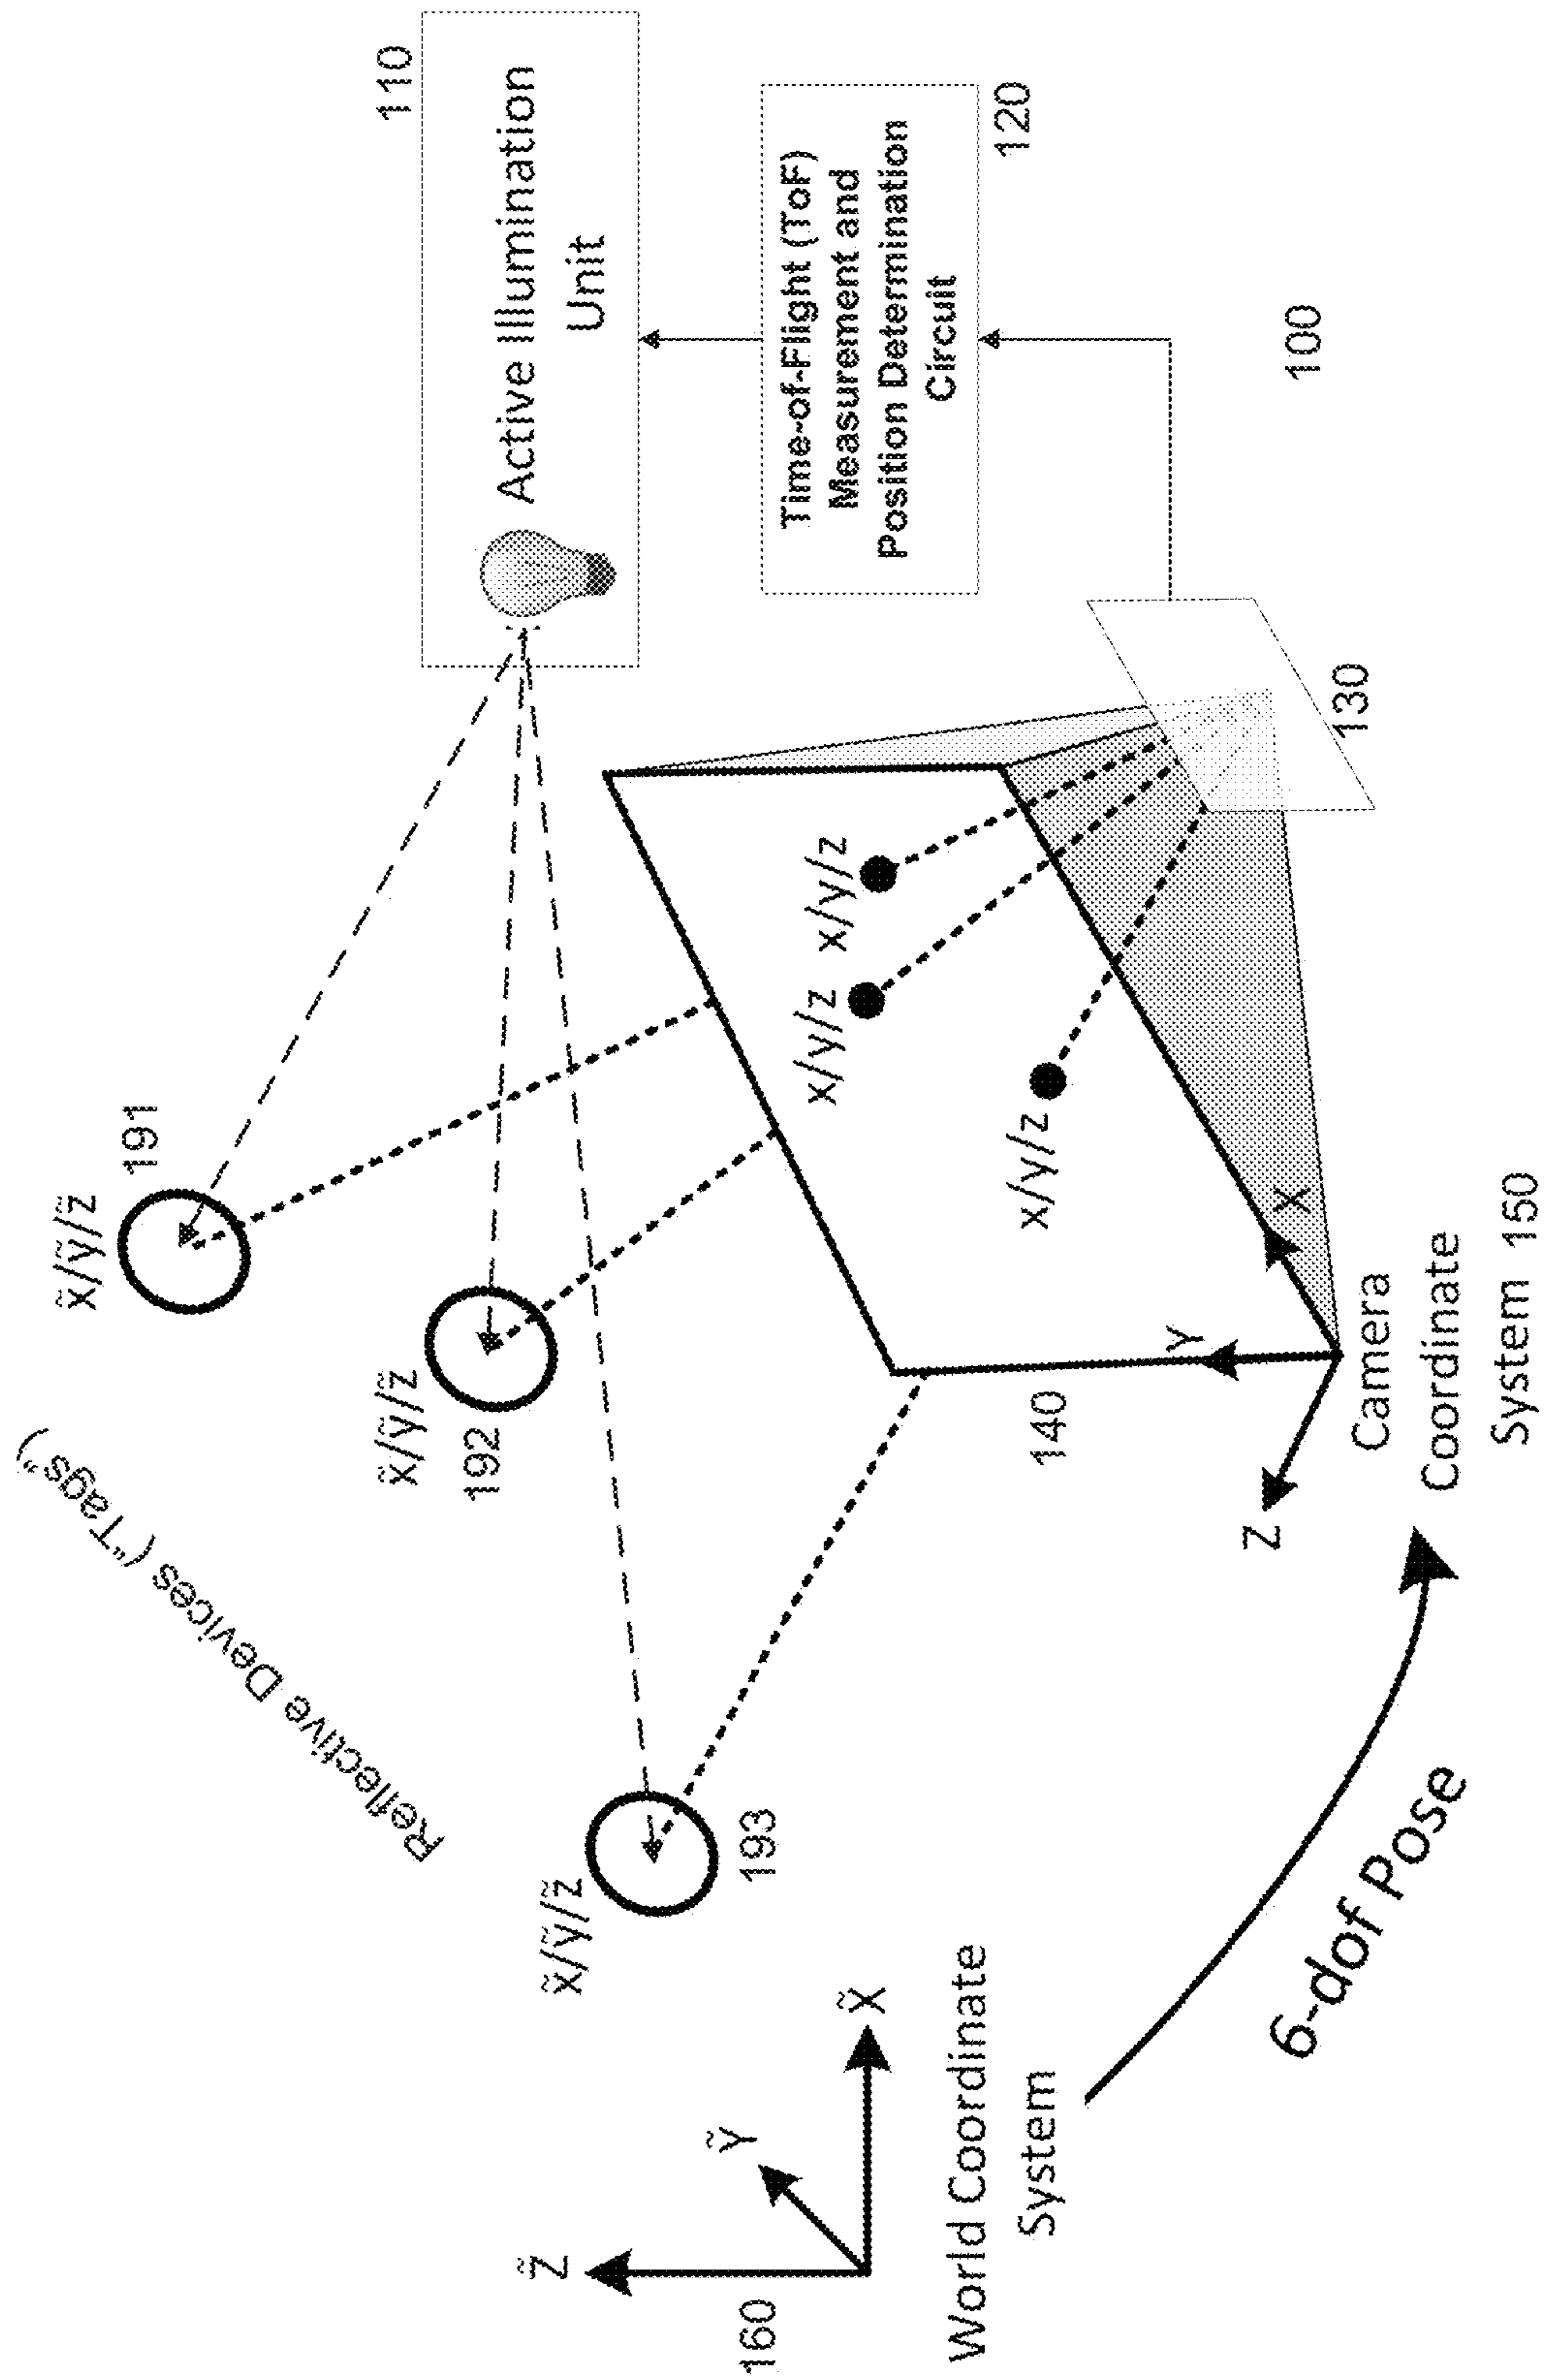 Reflective Devices ("Tags")
x̃/ỹ/z̃
191
x̃/ỹ/z̃
192
x̃/ỹ/z̃
193
110
Active Illumination
Unit
Time-of-Flight (ToF)
Measurement and
Position Determination
Circuit
120
100
130
x/y/z
x/y/z
x/y/z
140
X
Y
Z
Camera
Coordinate
System 150
Z̃
Ỹ
X̃
160
World Coordinate
System
6-dof Pose